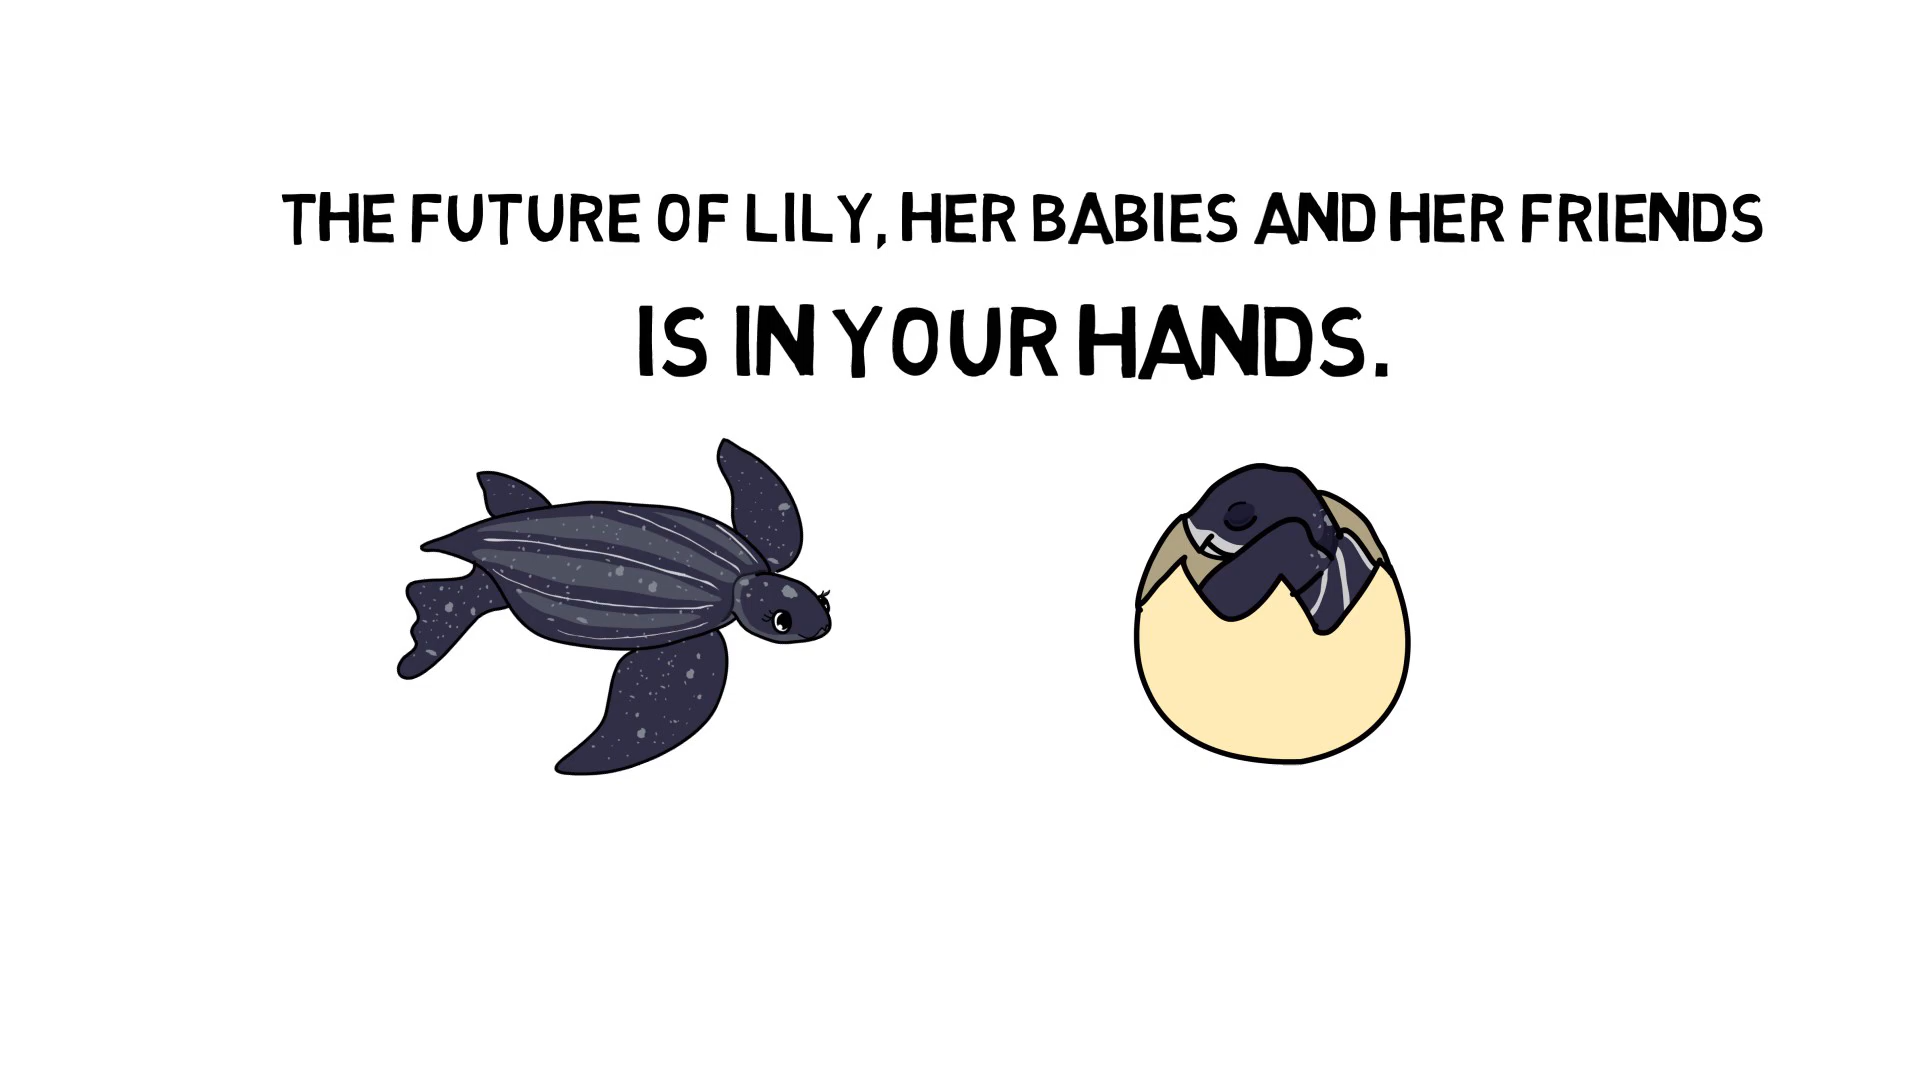 THE FUTURE OF LILY, HER BABIES AND HER FRIENDS
IS IN YOUR HANDS.